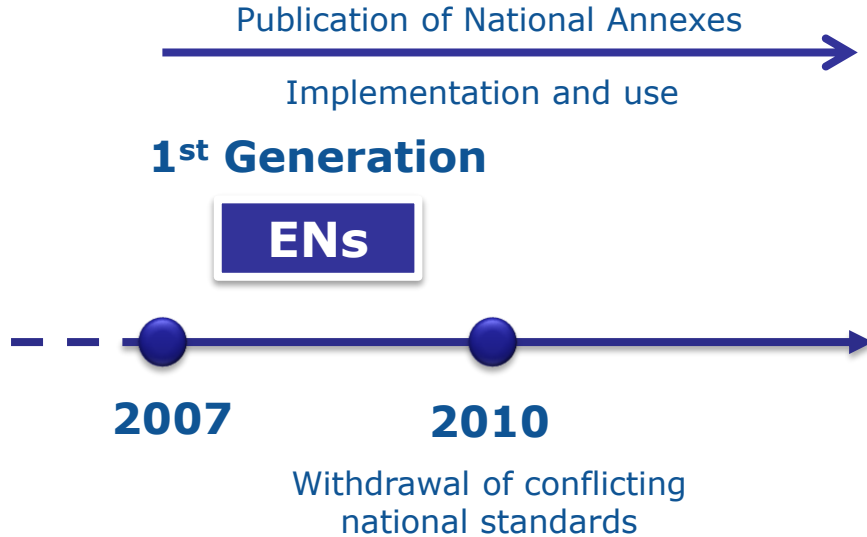 Publication of National Annexes
Implementation and use
1st Generation
ENs
2007
2010
Withdrawal of conflicting
national standards